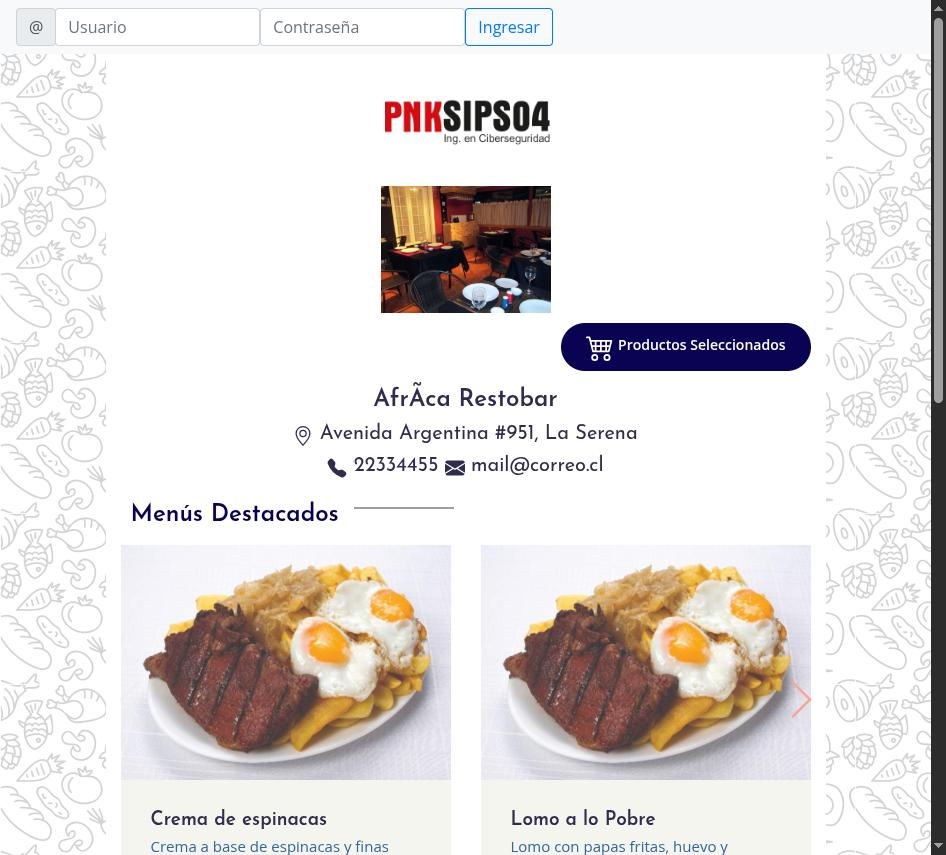 @ Usuario Contraseña Ingresar
PNKSIPS04
Ing. en Ciberseguridad
Productos Seleccionados
AfrÃca Restobar
Avenida Argentina #951, La Serena
22334455 mail@correo.cl
Menús Destacados
Crema de espinacas
Lomo a lo Pobre
Crema a base de espinacas y finas
Lomo con papas fritas, huevo y